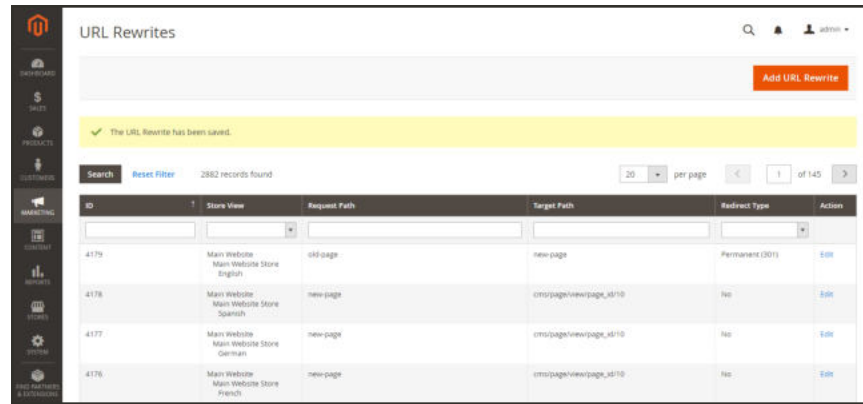 URL Rewrites
admin
Add URL Rewrite
The URL Rewrite has been saved.
Search Reset Filter 2882 records found 20 per page 1 of 145
ID Store View Request Path Target Path Redirect Type Action
4179 Main Website old-page new-page Permanent (301) Edit
Main Website Store
English
4178 Main Website new-page cms/page/view/page_id/10 No Edit
Main Website Store
Spanish
4177 Main Website new-page cms/page/view/page_id/10 No Edit
Main Website Store
German
4176 Main Website new-page cms/page/view/page_id/10 No Edit
Main Website Store
French
DASHBOARD
SALES
PRODUCTS
CUSTOMERS
MARKETING
CONTENT
REPORTS
STORES
SYSTEM
FIND PARTNERS
& EXTENSIONS